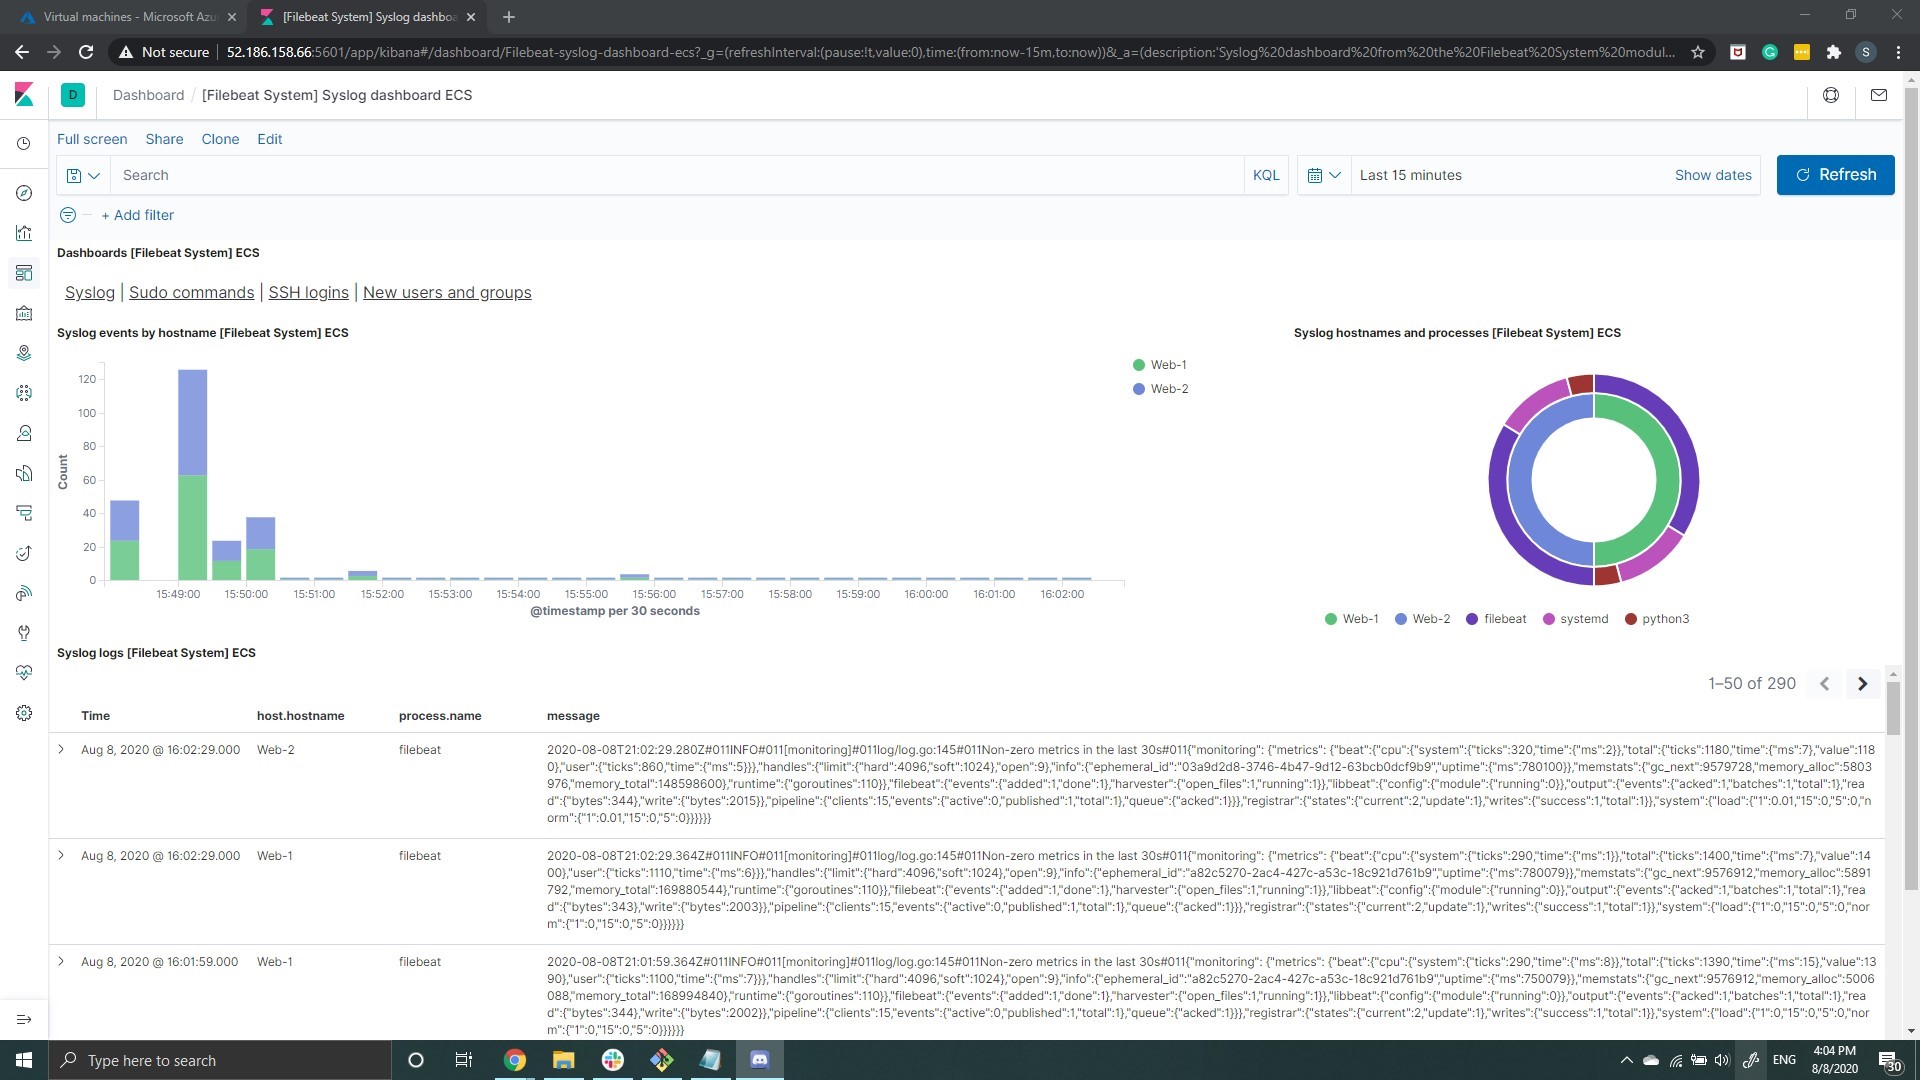 Virtual machines - Microsoft Azu
[Filebeat System] Syslog dashboa
Not secure
52.186.158.66:5601/app/kibana#/dashboard/Filebeat-syslog-dashboard-ecs?_g=(refreshInterval:(pause:!t,value:0),time:(from:now-15m,to:now))&_a=(description:'Syslog%20dashboard%20from%20the%20Filebeat%20System%20modul...
S
D
Dashboard / [Filebeat System] Syslog dashboard ECS
Full screen Share Clone Edit
Search KQL Last 15 minutes Show dates Refresh
+ Add filter
Dashboards [Filebeat System] ECS
Syslog | Sudo commands | SSH logins | New users and groups
Syslog events by hostname [Filebeat System] ECS
Count
120
100
80
60
40
20
0
15:49:00 15:50:00 15:51:00 15:52:00 15:53:00 15:54:00 15:55:00 15:56:00 15:57:00 15:58:00 15:59:00 16:00:00 16:01:00 16:02:00
@timestamp per 30 seconds
Web-1
Web-2
Syslog hostnames and processes [Filebeat System] ECS
Web-1 Web-2 filebeat systemd python3
Syslog logs [Filebeat System] ECS
1–50 of 290
Time host.hostname process.name message
Aug 8, 2020 @ 16:02:29.000 Web-2 filebeat 2020-08-08T21:02:29.280Z#011INFO#011[monitoring]#011log/log.go:145#011Non-zero metrics in the last 30s#011{"monitoring": {"metrics": {"beat":{"cpu":{"system":{"ticks":320,"time":{"ms":2}},"total":{"ticks":1180,"time":{"ms":7},"value":118
0},"user":{"ticks":860,"time":{"ms":5}}},"handles":{"limit":{"hard":4096,"soft":1024},"open":9},"info":{"ephemeral_id":"03a9d2d8-3746-4b47-9d12-63bcb0dcf9b9","uptime":{"ms":780100}},"memstats":{"gc_next":9579728,"memory_alloc":5803
976,"memory_total":148598600},"runtime":{"goroutines":110}},"filebeat":{"events":{"added":1,"done":1},"harvester":{"open_files":1,"running":1}},"libbeat":{"config":{"module":{"running":0}},"output":{"events":{"acked":1,"batches":1,"total":1},"re
ad":{"bytes":344},"write":{"bytes":2015}},"pipeline":{"clients":15,"events":{"active":0,"published":1,"total":1},"queue":{"acked":1}}},"registrar":{"states":{"current":2,"update":1},"writes":{"success":1,"total":1}},"system":{"load":{"1":0.01,"15":0,"5":0,"no
rm":{"1":0.01,"15":0,"5":0}}}}}}
Aug 8, 2020 @ 16:02:29.000 Web-1 filebeat 2020-08-08T21:02:29.364Z#011INFO#011[monitoring]#011log/log.go:145#011Non-zero metrics in the last 30s#011{"monitoring": {"metrics": {"beat":{"cpu":{"system":{"ticks":290,"time":{"ms":1}},"total":{"ticks":1400,"time":{"ms":7},"value":14
00},"user":{"ticks":1110,"time":{"ms":6}}},"handles":{"limit":{"hard":4096,"soft":1024},"open":9},"info":{"ephemeral_id":"a82c5270-2ac4-427c-a53c-18c921d761b9","uptime":{"ms":780079}},"memstats":{"gc_next":9576912,"memory_alloc":5891
792,"memory_total":169880544},"runtime":{"goroutines":110}},"filebeat":{"events":{"added":1,"done":1},"harvester":{"open_files":1,"running":1}},"libbeat":{"config":{"module":{"running":0}},"output":{"events":{"acked":1,"batches":1,"total":1},"re
ad":{"bytes":343},"write":{"bytes":2003}},"pipeline":{"clients":15,"events":{"active":0,"published":1,"total":1},"queue":{"acked":1}}},"registrar":{"states":{"current":2,"update":1},"writes":{"success":1,"total":1}},"system":{"load":{"1":0,"15":0,"5":0,"nor
m":{"1":0,"15":0,"5":0}}}}}}
Aug 8, 2020 @ 16:01:59.000 Web-1 filebeat 2020-08-08T21:01:59.364Z#011INFO#011[monitoring]#011log/log.go:145#011Non-zero metrics in the last 30s#011{"monitoring": {"metrics": {"beat":{"cpu":{"system":{"ticks":290,"time":{"ms":8}},"total":{"ticks":1390,"time":{"ms":15},"value":13
90},"user":{"ticks":1100,"time":{"ms":7}}},"handles":{"limit":{"hard":4096,"soft":1024},"open":9},"info":{"ephemeral_id":"a82c5270-2ac4-427c-a53c-18c921d761b9","uptime":{"ms":750079}},"memstats":{"gc_next":9576912,"memory_alloc":5006
088,"memory_total":168994840},"runtime":{"goroutines":110}},"filebeat":{"events":{"added":1,"done":1},"harvester":{"open_files":1,"running":1}},"libbeat":{"config":{"module":{"running":0}},"output":{"events":{"acked":1,"batches":1,"total":1},"re
ad":{"bytes":344},"write":{"bytes":2002}},"pipeline":{"clients":15,"events":{"active":0,"published":1,"total":1},"queue":{"acked":1}}},"registrar":{"states":{"current":2,"update":1},"writes":{"success":1,"total":1}},"system":{"load":{"1":0,"15":0,"5":0,"nor
m":{"1":0,"15":0,"5":0}}}}}}
Type here to search
ENG
4:04 PM
8/8/2020
30